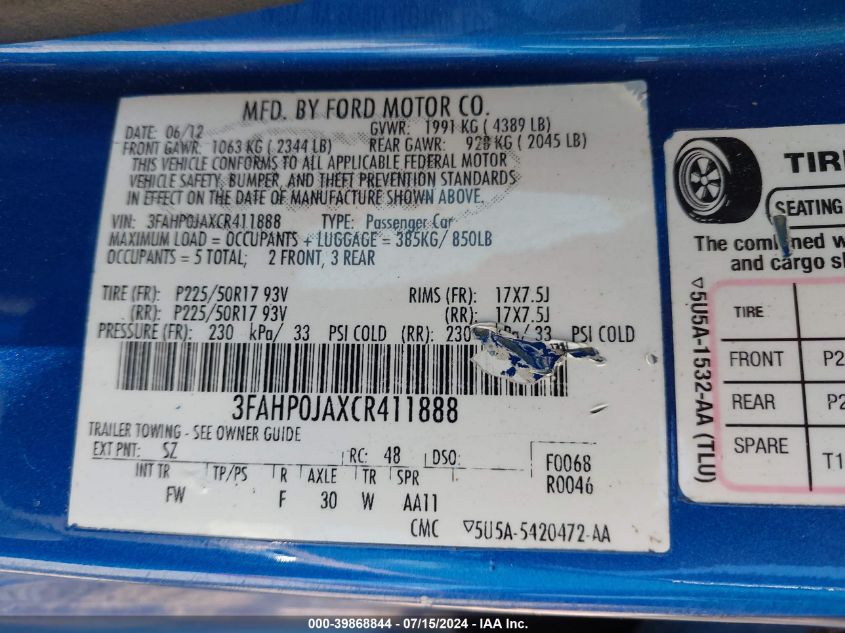 MFD. BY FORD MOTOR CO.
DATE: 06/12 GVWR: 1991 KG ( 4389 LB)
FRONT GAWR: 1063 KG ( 2344 LB) REAR GAWR: 928 KG ( 2045 LB)
THIS VEHICLE CONFORMS TO ALL APPLICABLE FEDERAL MOTOR
VEHICLE SAFETY, BUMPER, AND THEFT PREVENTION STANDARDS
IN EFFECT ON THE DATE OF MANUFACTURE SHOWN ABOVE.
VIN: 3FAHP0JAXCR411888 TYPE: Passenger Car
MAXIMUM LOAD = OCCUPANTS + LUGGAGE = 385KG/ 850LB
OCCUPANTS = 5 TOTAL; 2 FRONT, 3 REAR
TIRE (FR): P225/50R17 93V RIMS (FR): 17X7.5J
(RR): P225/50R17 93V (RR): 17X7.5J
PRESSURE (FR): 230 kPa/ 33 PSI COLD (RR): 230 kPa/ 33 PSI COLD
3FAHP0JAXCR411888
TRAILER TOWING - SEE OWNER GUIDE
EXT PNT: SZ RC: 48 DSO: F0068
R0046
INT TR TP/PS R AXLE TR SPR
FW F 30 W AA11
CMC ▽5U5A-5420472-AA
TIRE
SEATING
The combined w
and cargo sh
▽5U5A-1532-AA (TLU)
TIRE
FRONT P2
REAR P2
SPARE T1
000-39868844 - 07/15/2024 - IAA Inc.